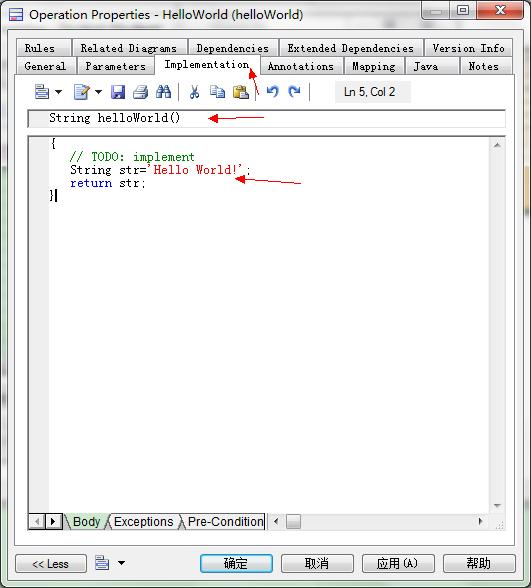 Operation Properties - HelloWorld (helloWorld)
Rules Related Diagrams Dependencies Extended Dependencies Version Info
General Parameters Implementation Annotations Mapping Java Notes
Ln 5, Col 2
String helloWorld()
{
// TODO: implement
String str='Hello World!';
return str;
}
Body Exceptions Pre-Condition
<< Less 确定 取消 应用(A) 帮助